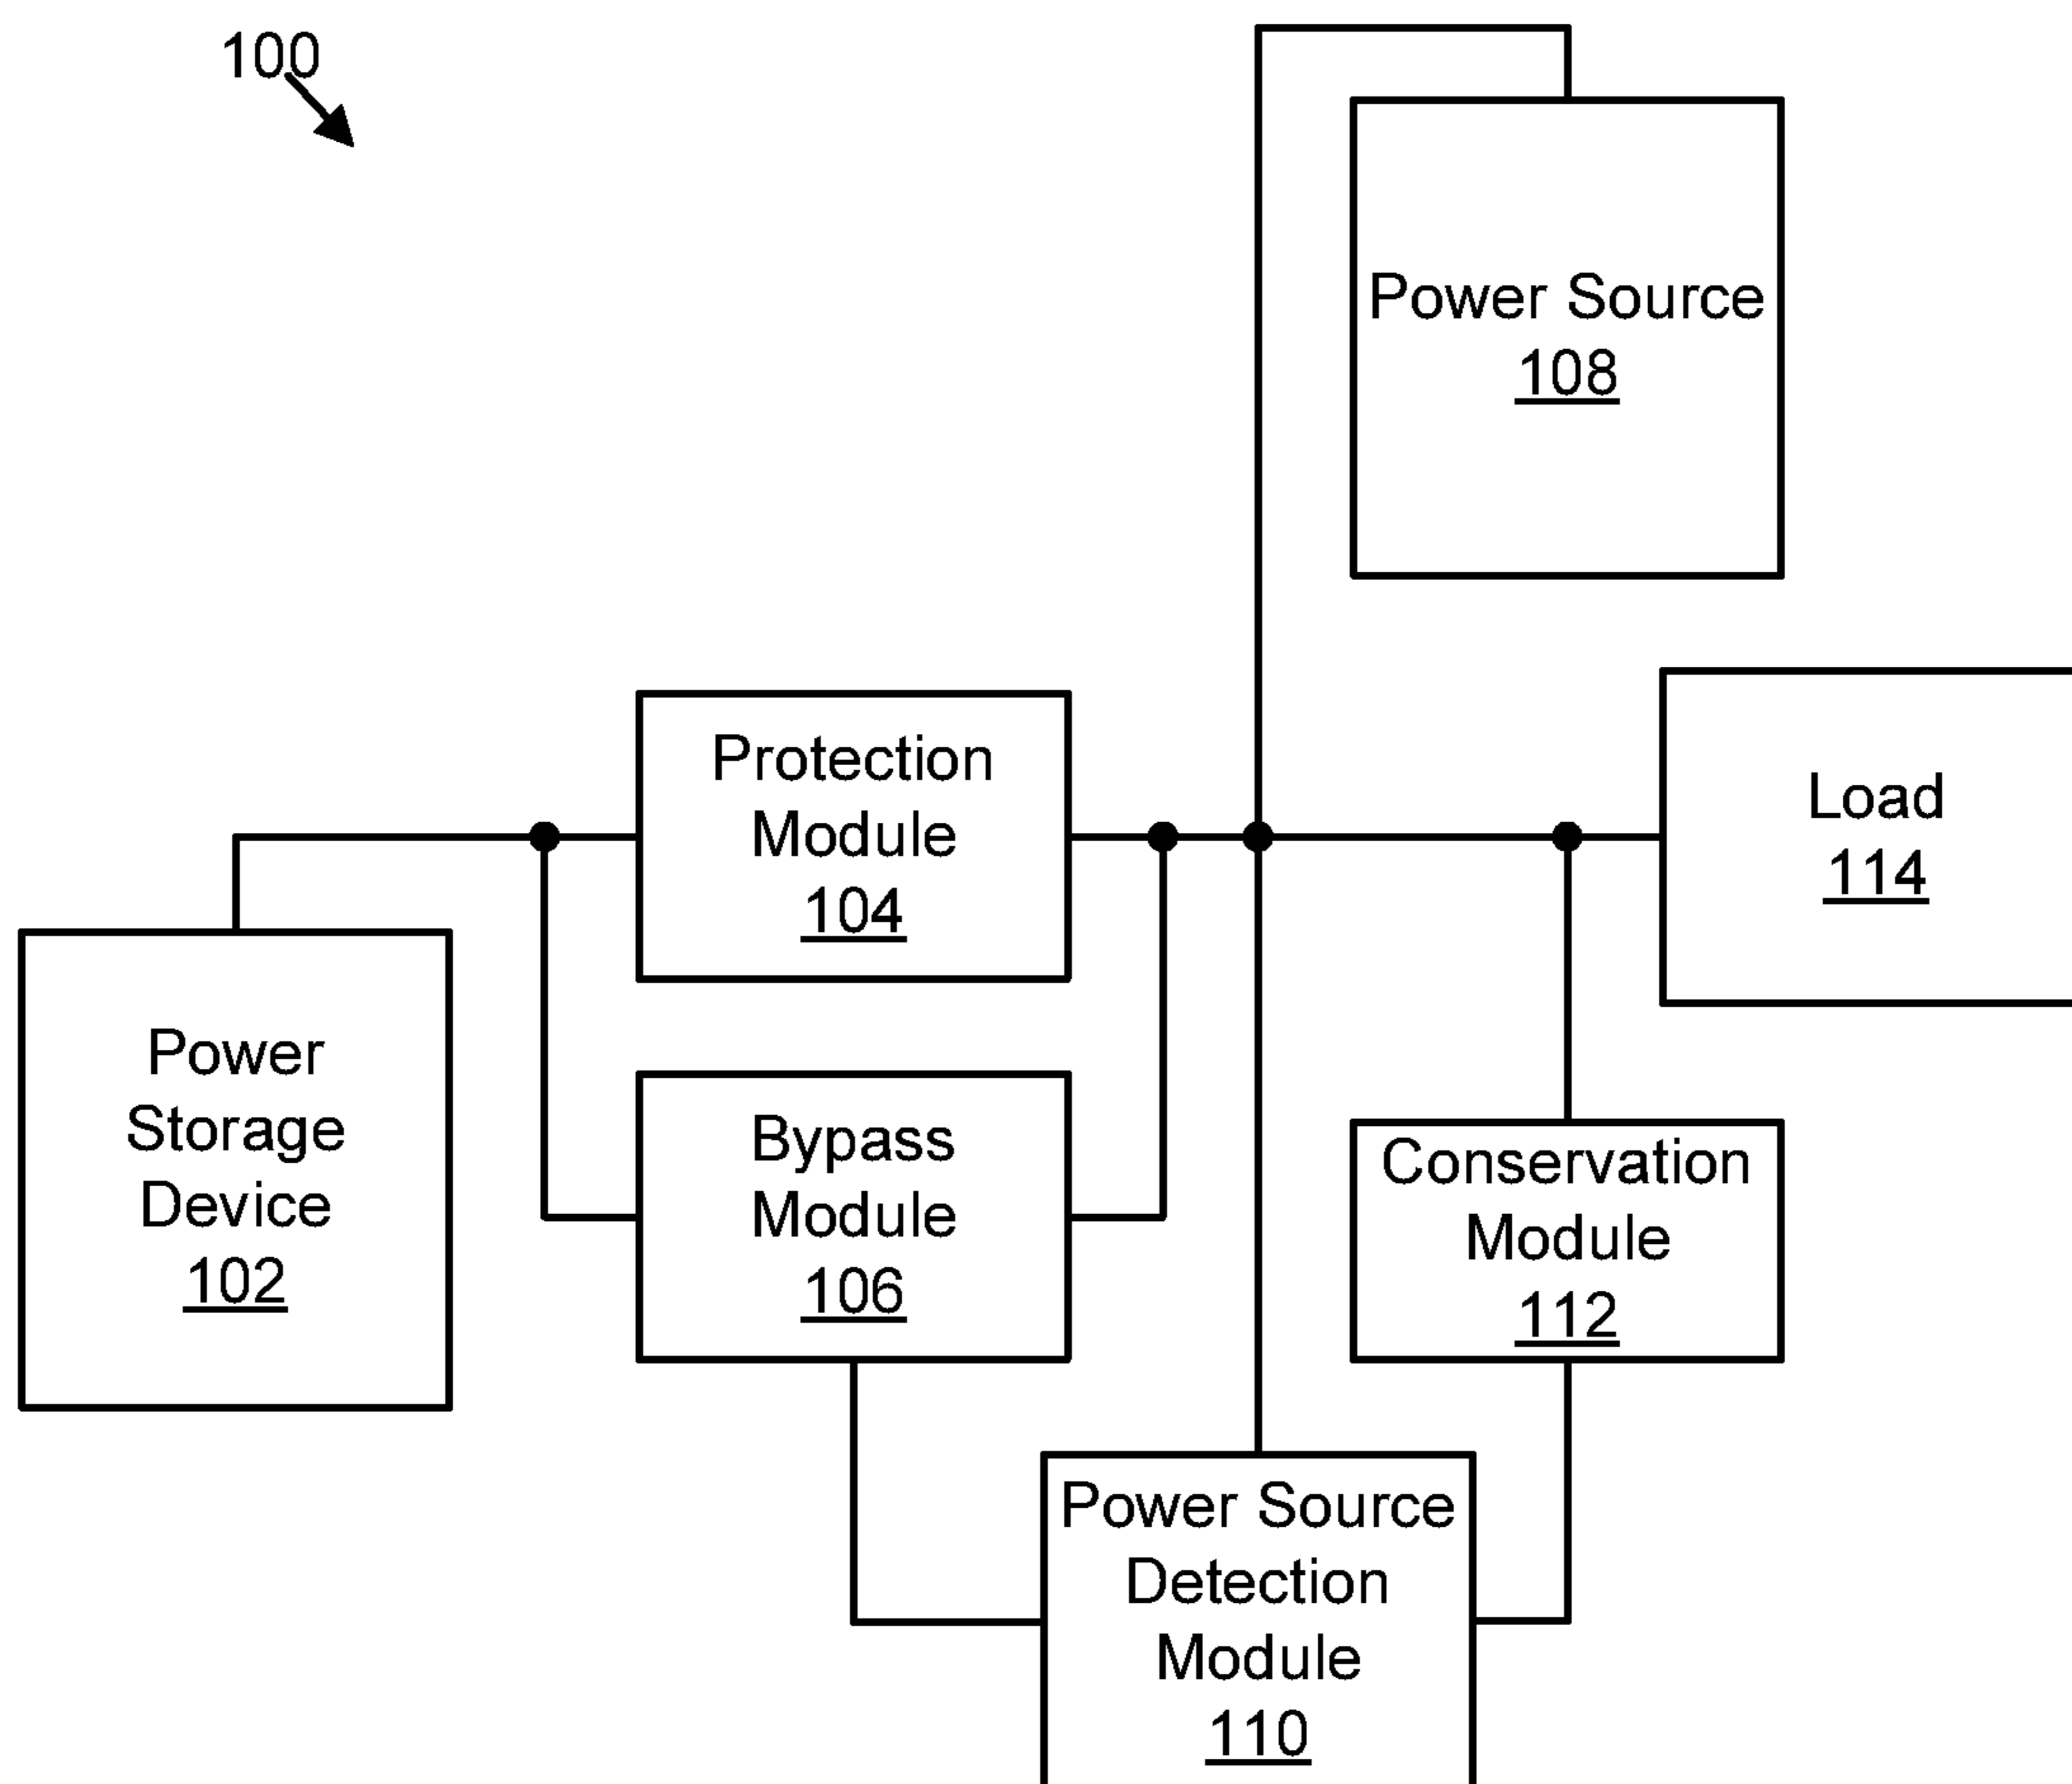 100
Power Source
108
Protection
Module
104
Load
114
Power
Storage
Device
102
Bypass
Module
106
Conservation
Module
112
Power Source
Detection
Module
110